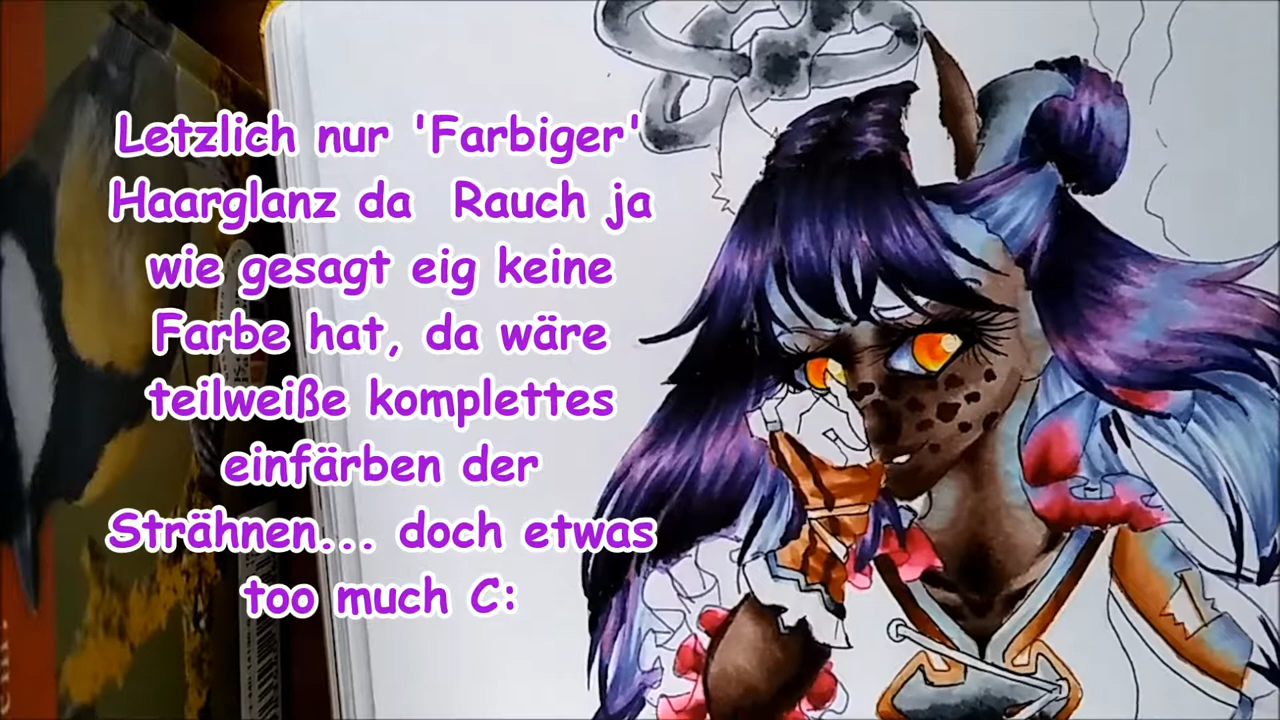 Letzlich nur 'Farbiger'
Haarglanz da Rauch ja
wie gesagt eig keine
Farbe hat, da wäre
teilweiße komplettes
einfärben der
Strähnen... doch etwas
too much C: